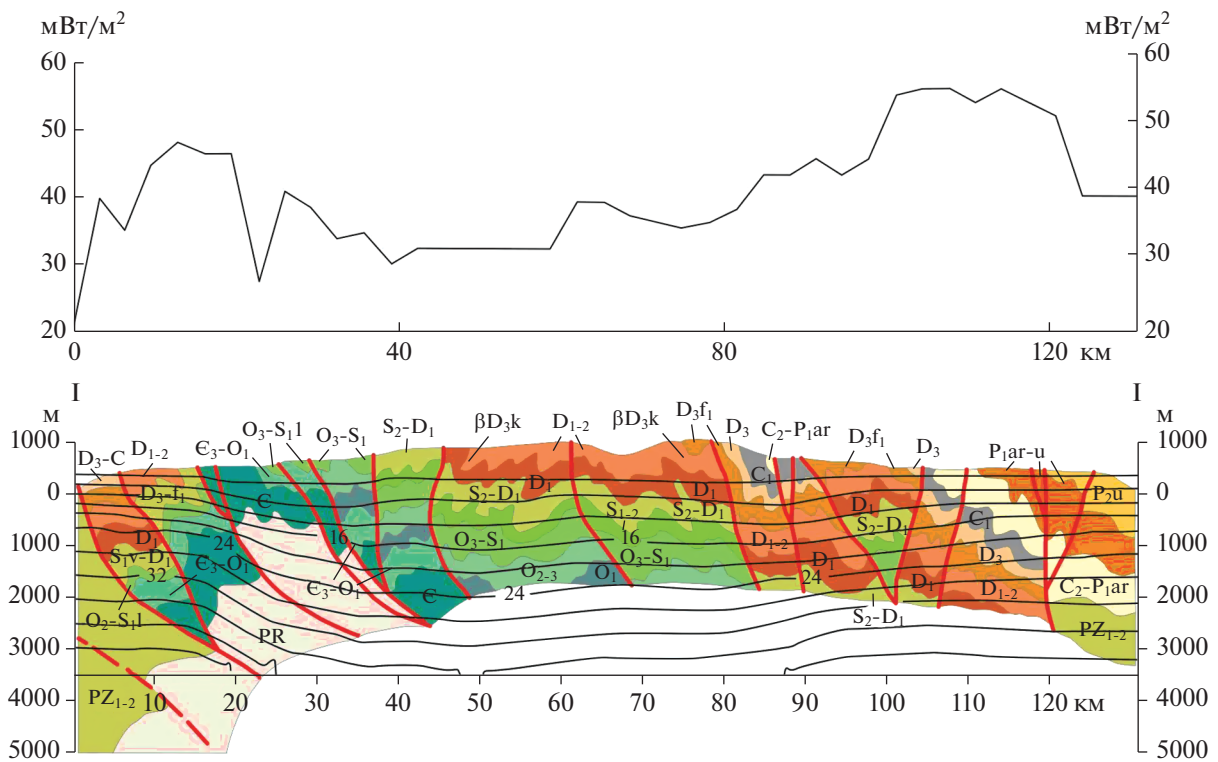 мВт/м² мВт/м²
60 60
50 50
40 40
30 30
20 20
0 40 80 120 км
I I
м м
O₃-S₁l O₃-S₁ S₂-D₁ βD₃k D₁₋₂ βD₃k D₃f₁ D₃ C₂-P₁ar D₃f₁ D₃ P₁ar-u
D₃-C D₁₋₂ Є₃-O₁
1000 1000
D₃-f₁ Є D₁ S₂-D₁ D₁ C₁ D₁ P₂u
0 0
D₁ S₁₋₂ S₂-D₁ S₂-D₁ C₁
1000 24 16 O₃-S₁ 16 D₁₋₂ 1000
S₁v-D₁ Є₃-O₁ O₃-S₁ D₁ D₃
32 Є₃-O₁ Є O₂₋₃ O₁ 24 D₁ D₁₋₂ C₂-P₁ar
2000 24 2000
O₂-S₁l PR S₂-D₁ PZ₁₋₂
3000 3000
PZ₁₋₂ 10 20 30 40 50 60 70 80 90 100 110 120 км
4000 4000
5000 5000